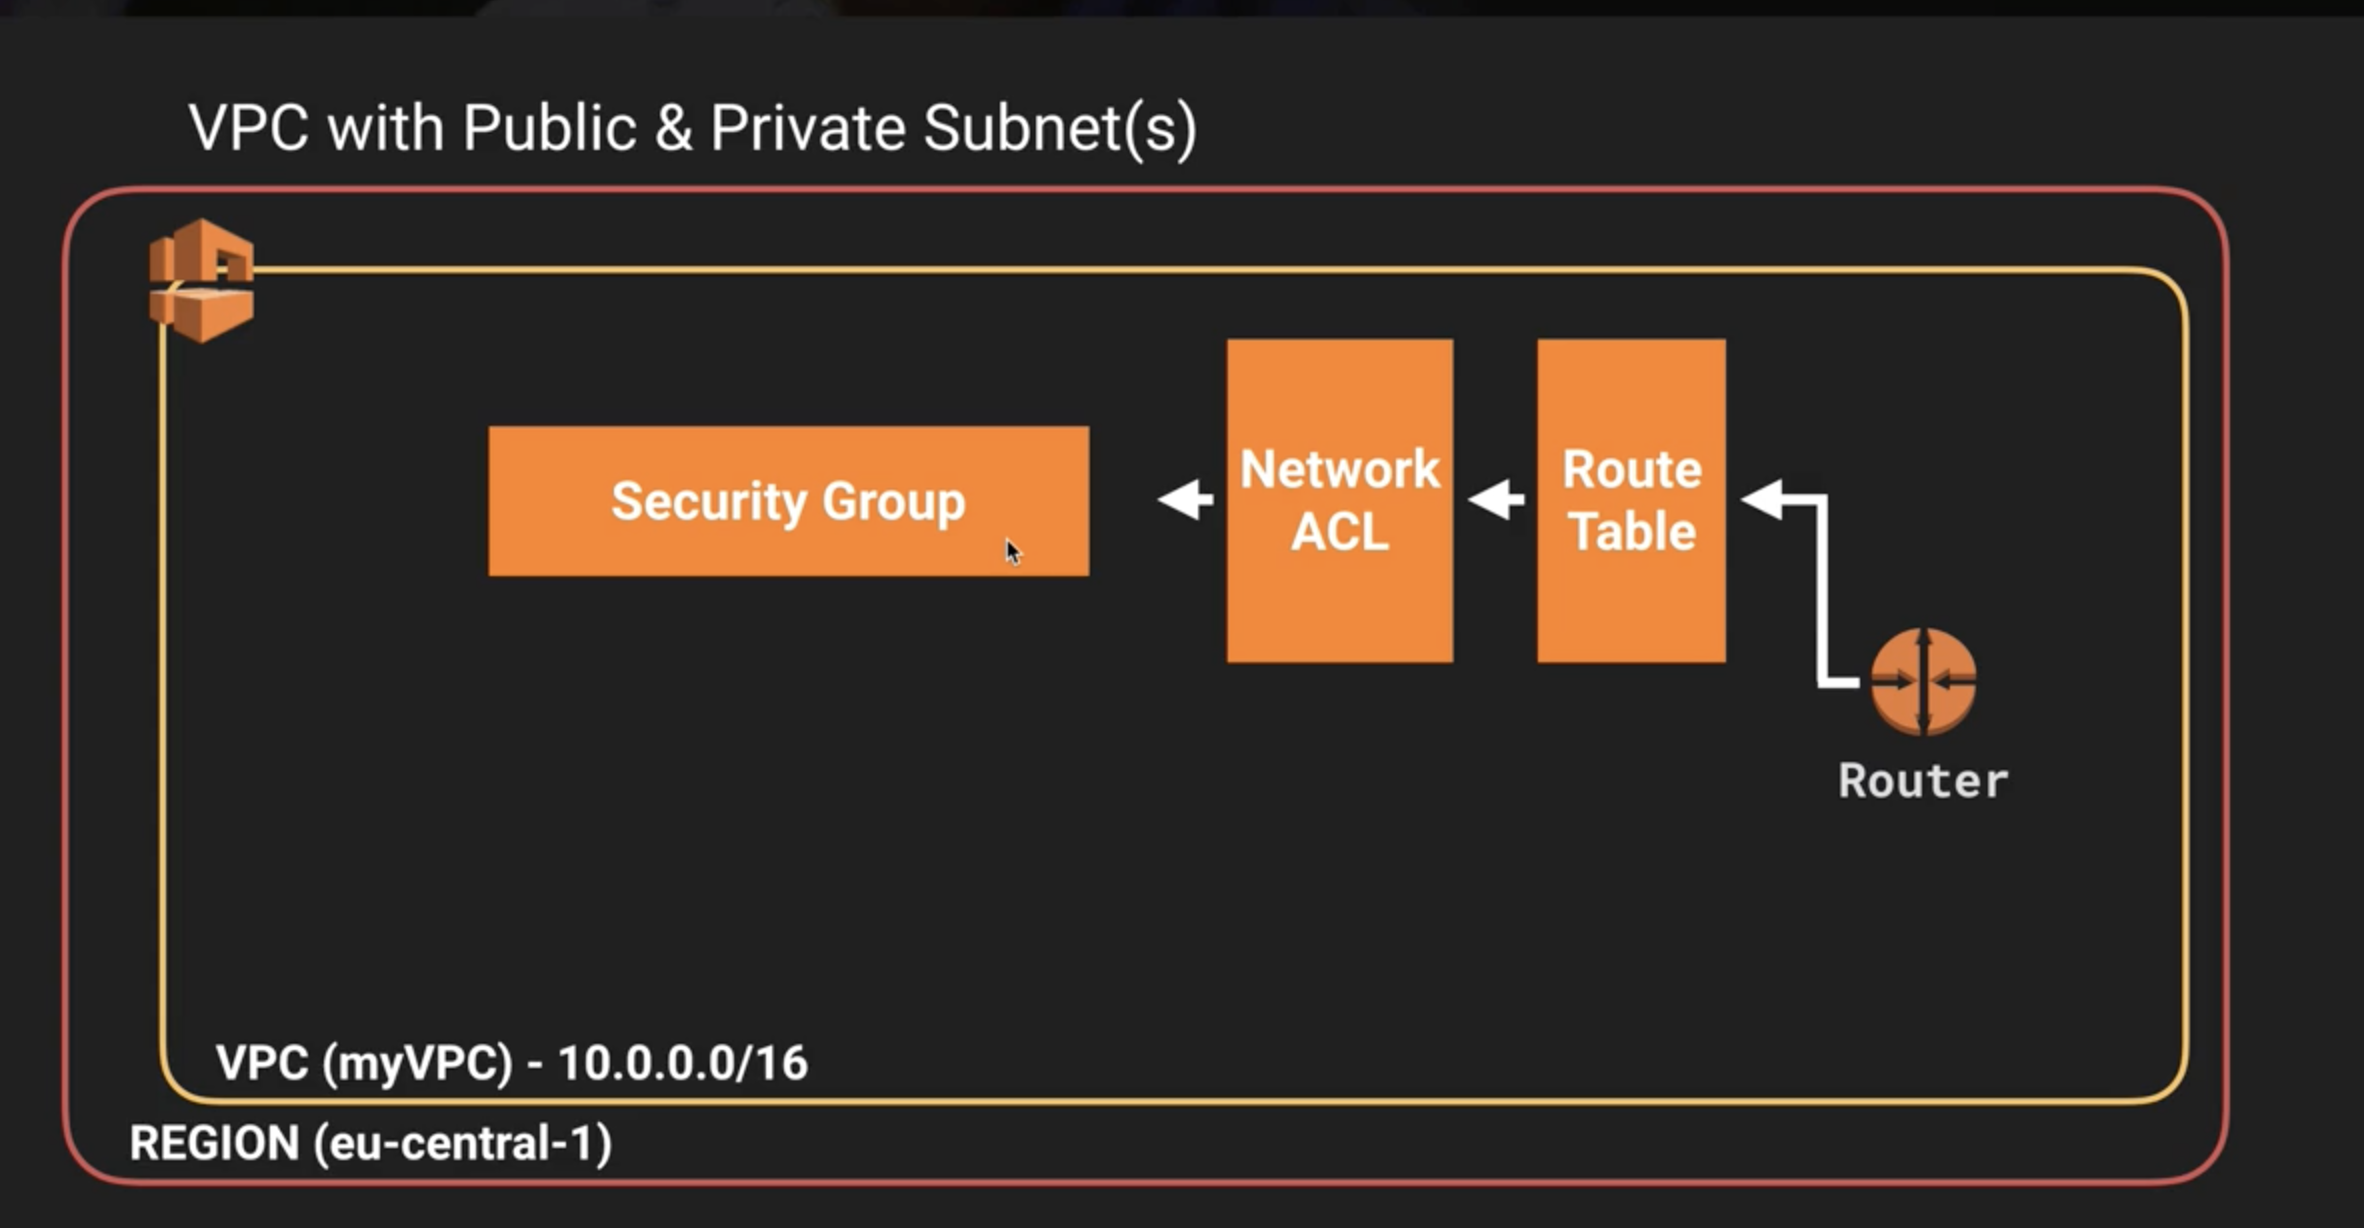 VPC with Public & Private Subnet(s)
Security Group
Network
ACL
Route
Table
Router
VPC (myVPC) - 10.0.0.0/16
REGION (eu-central-1)